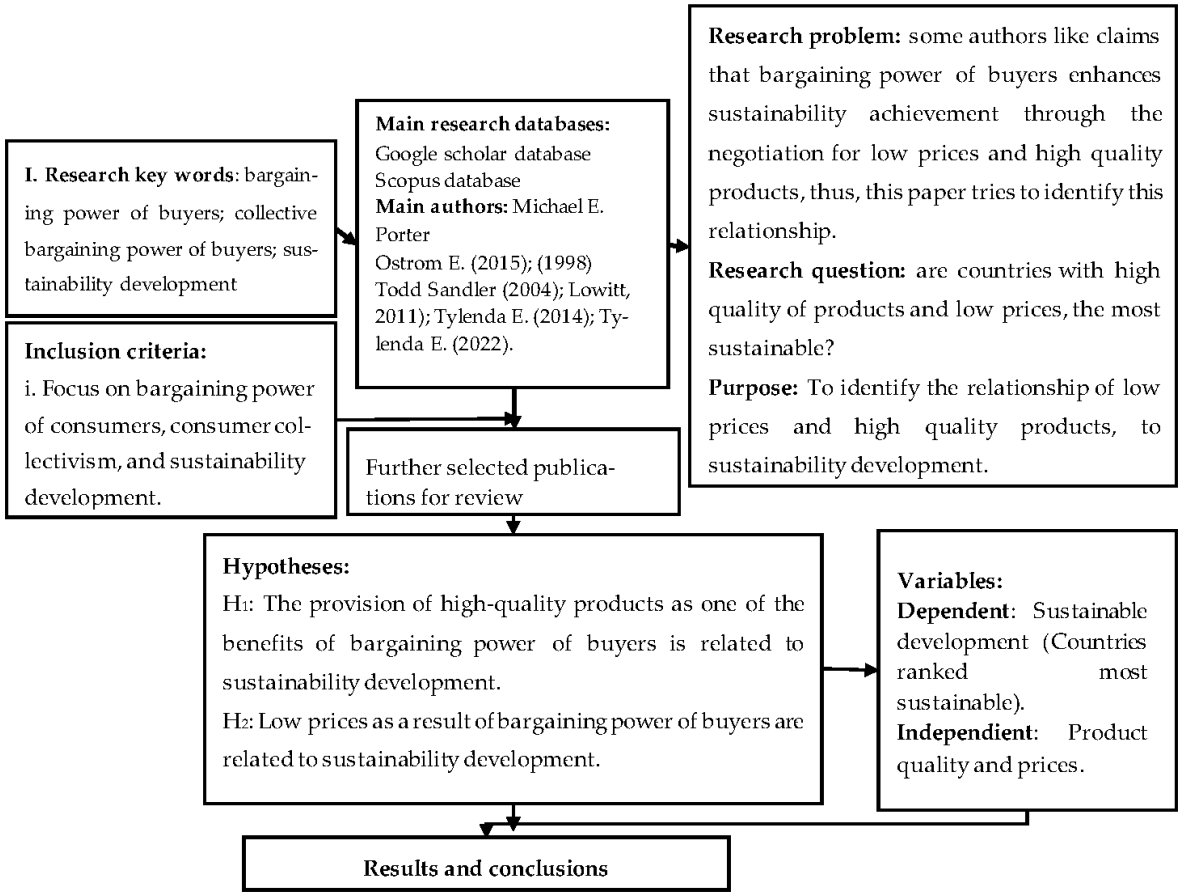 I. Research key words: bargain-
ing power of buyers; collective
bargaining power of buyers; sus-
tainability development
Inclusion criteria:
i. Focus on bargaining power
of consumers, consumer col-
lectivism, and sustainability
development.
Main research databases:
Google scholar database
Scopus database
Main authors: Michael E.
Porter
Ostrom E. (2015); (1998)
Todd Sandler (2004); Lowitt,
2011); Tylenda E. (2014); Ty-
lenda E. (2022).
Research problem: some authors like claims
that bargaining power of buyers enhances
sustainability achievement through the
negotiation for low prices and high quality
products, thus, this paper tries to identify this
relationship.
Research question: are countries with high
quality of products and low prices, the most
sustainable?
Purpose: To identify the relationship of low
prices and high quality products, to
sustainability development.
Further selected publica-
tions for review
Hypotheses:
H1: The provision of high-quality products as one of the
benefits of bargaining power of buyers is related to
sustainability development.
H2: Low prices as a result of bargaining power of buyers are
related to sustainability development.
Variables:
Dependent: Sustainable
development (Countries
ranked most
sustainable).
Independent: Product
quality and prices.
Results and conclusions